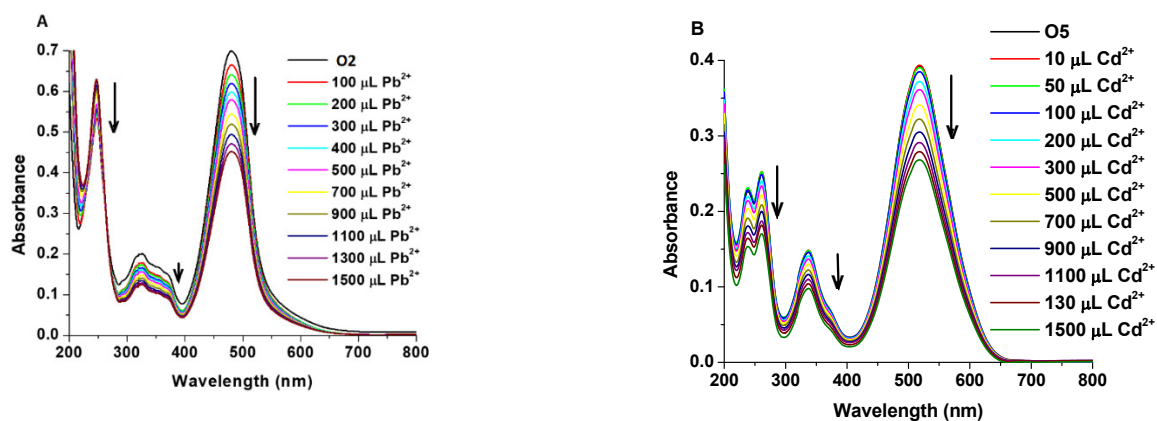 A
0.7
0.6
0.5
0.4
0.3
0.2
0.1
0.0
Absorbance
200 300 400 500 600 700 800
Wavelength (nm)
O2
100 µL Pb²⁺
200 µL Pb²⁺
300 µL Pb²⁺
400 µL Pb²⁺
500 µL Pb²⁺
700 µL Pb²⁺
900 µL Pb²⁺
1100 µL Pb²⁺
1300 µL Pb²⁺
1500 µL Pb²⁺
B
0.4
0.3
0.2
0.1
0.0
Absorbance
200 300 400 500 600 700 800
Wavelength (nm)
O5
10 µL Cd²⁺
50 µL Cd²⁺
100 µL Cd²⁺
200 µL Cd²⁺
300 µL Cd²⁺
500 µL Cd²⁺
700 µL Cd²⁺
900 µL Cd²⁺
1100 µL Cd²⁺
130 µL Cd²⁺
1500 µL Cd²⁺